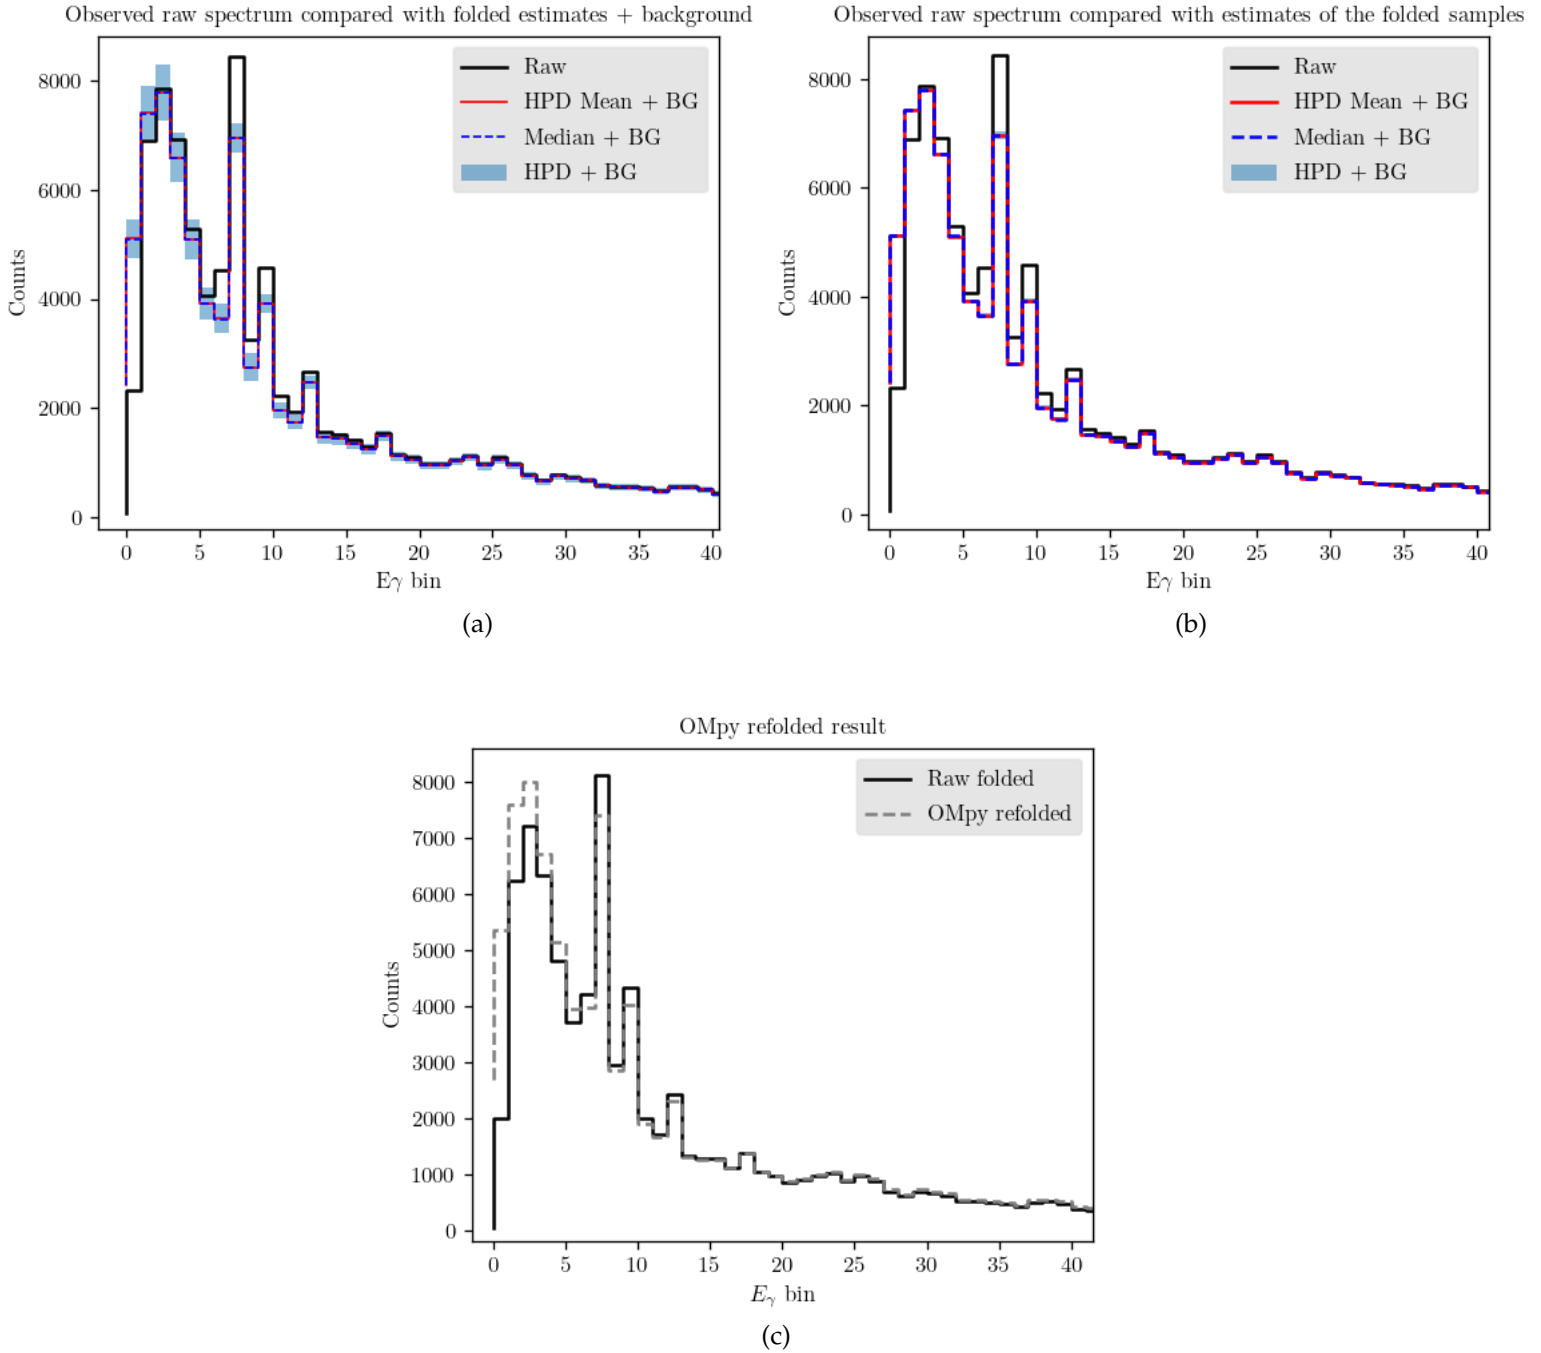 Observed raw spectrum compared with folded estimates + background
Raw
HPD Mean + BG
Median + BG
HPD + BG
Counts
0
2000
4000
6000
8000
0 5 10 15 20 25 30 35 40
Eγ bin
(a)
Observed raw spectrum compared with estimates of the folded samples
Raw
HPD Mean + BG
Median + BG
HPD + BG
Counts
0
2000
4000
6000
8000
0 5 10 15 20 25 30 35 40
Eγ bin
(b)
OMpy refolded result
Raw folded
OMpy refolded
Counts
0
1000
2000
3000
4000
5000
6000
7000
8000
0 5 10 15 20 25 30 35 40
Eγ bin
(c)